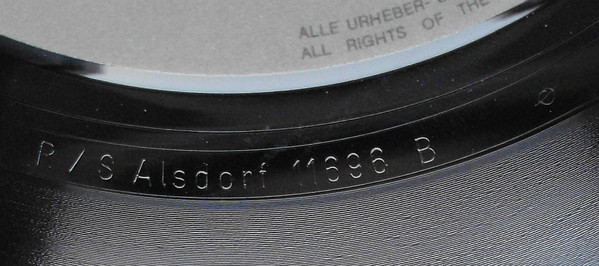 ALLE URHEBER-
ALL RIGHTS OF THE
R / S Alsdorf 11696 B ∅